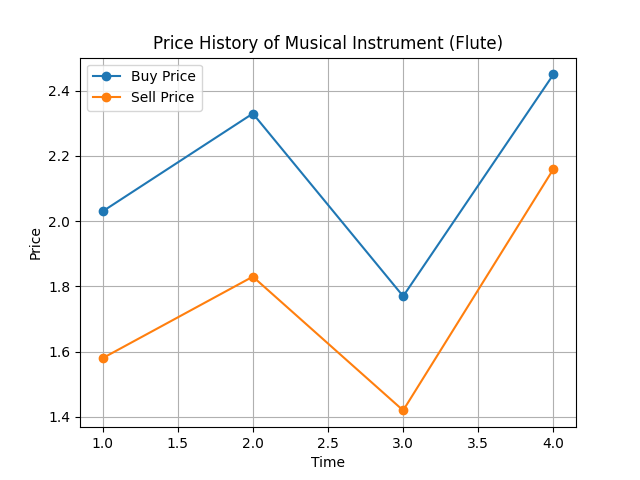 Price History of Musical Instrument (Flute)
Buy Price
Sell Price
2.4
2.2
2.0
1.8
1.6
1.4
Price
1.0 1.5 2.0 2.5 3.0 3.5 4.0
Time